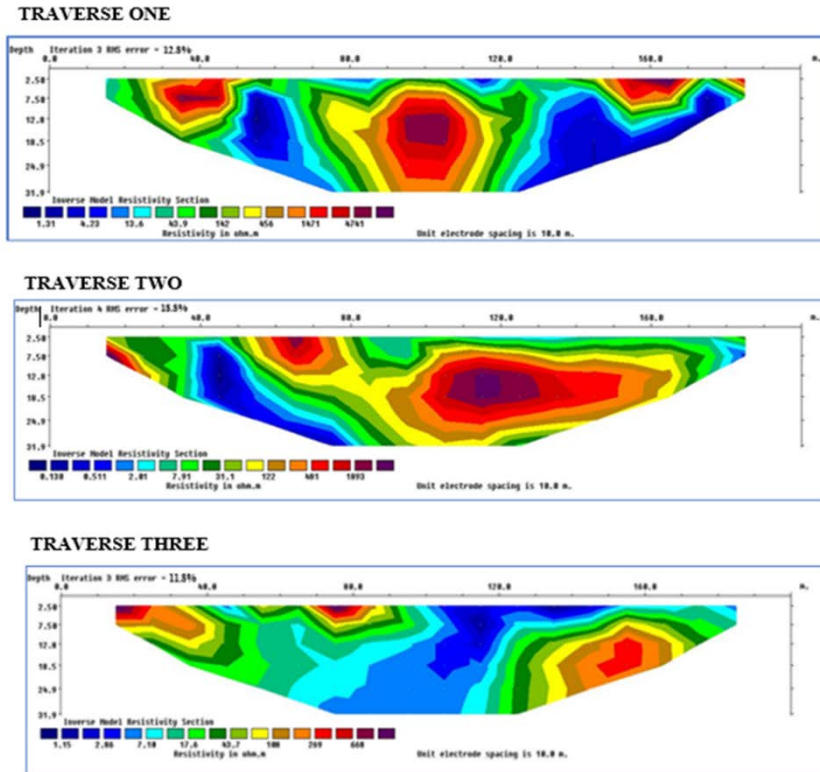 TRAVERSE ONE
Depth Iteration 3 RMS error = 12.8%
0.0 40.0 80.0 120.0 160.0 m.
2.50
7.50
12.8
18.5
24.9
31.9
Inverse Model Resistivity Section
1.31 4.23 13.6 43.9 142 456 1471 4741
Resistivity in ohm.m Unit electrode spacing is 10.0 m.
TRAVERSE TWO
Depth Iteration 4 RMS error = 15.5%
0.0 40.0 80.0 120.0 160.0 m.
2.50
7.50
12.8
18.5
24.9
31.9
Inverse Model Resistivity Section
0.130 0.511 2.01 7.91 31.1 122 481 1893
Resistivity in ohm.m Unit electrode spacing is 10.0 m.
TRAVERSE THREE
Depth Iteration 3 RMS error = 11.8%
0.0 40.0 80.0 120.0 160.0 m.
2.50
7.50
12.8
18.5
24.9
31.9
Inverse Model Resistivity Section
1.15 2.86 7.10 17.6 43.7 108 269 668
Resistivity in ohm.m Unit electrode spacing is 10.0 m.